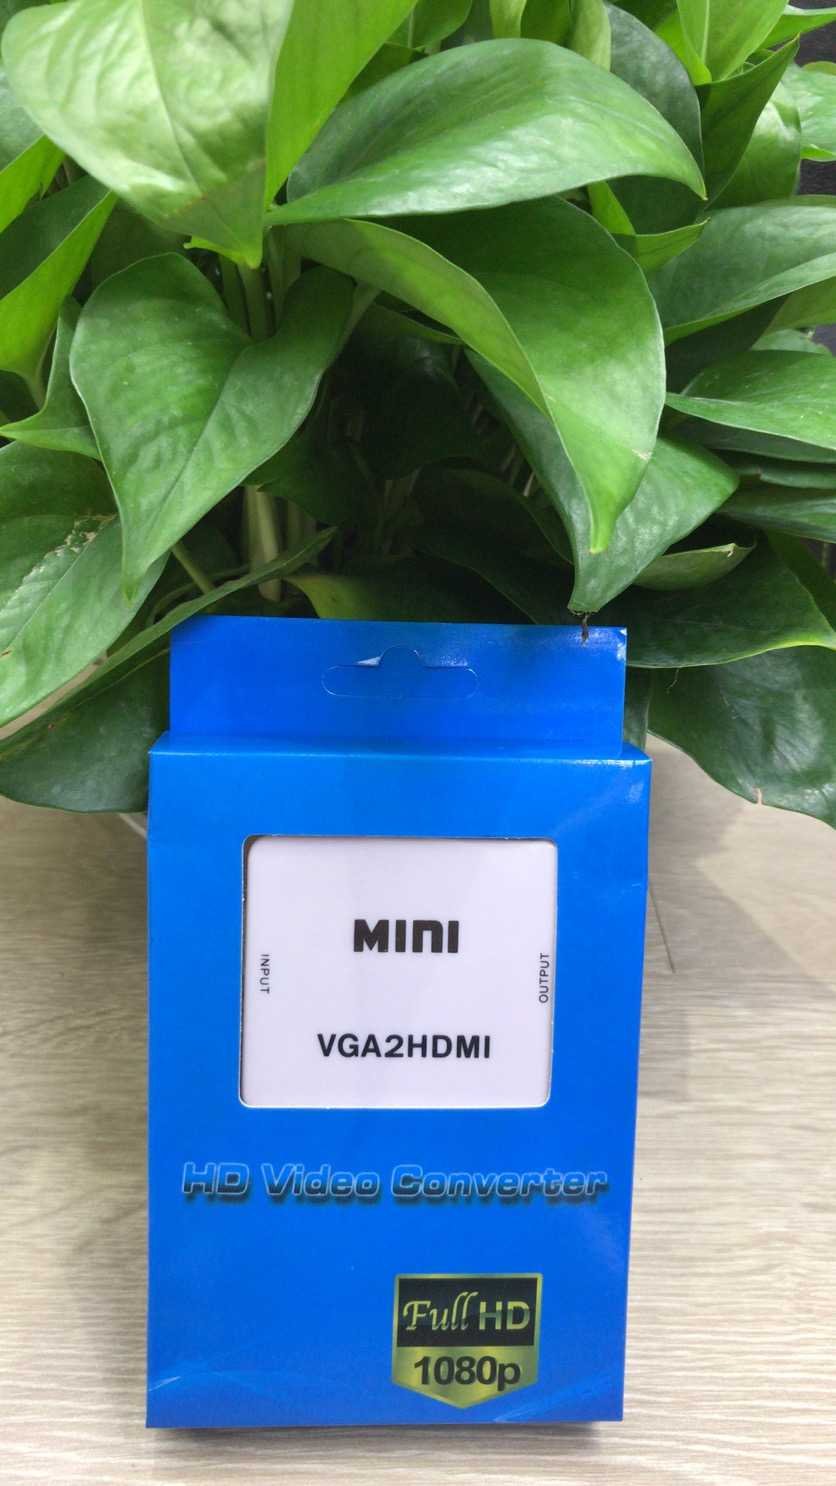 MINI
INPUT
OUTPUT
VGA2HDMI
HD Video Converter
Full HD
1080p